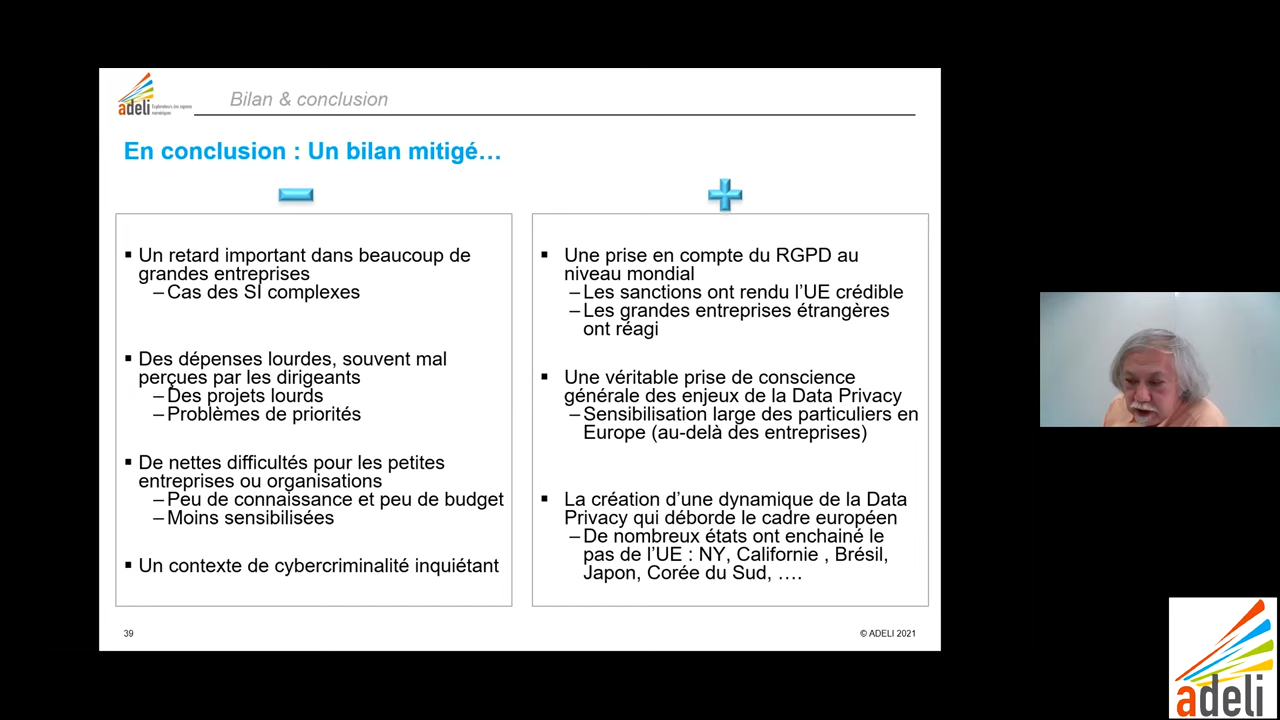 adeli
Explorateurs des espaces
numériques
Bilan & conclusion
En conclusion : Un bilan mitigé…
▪ Un retard important dans beaucoup de
grandes entreprises
– Cas des SI complexes
▪ Des dépenses lourdes, souvent mal
perçues par les dirigeants
– Des projets lourds
– Problèmes de priorités
▪ De nettes difficultés pour les petites
entreprises ou organisations
– Peu de connaissance et peu de budget
– Moins sensibilisées
▪ Un contexte de cybercriminalité inquiétant
▪ Une prise en compte du RGPD au
niveau mondial
– Les sanctions ont rendu l’UE crédible
– Les grandes entreprises étrangères
ont réagi
▪ Une véritable prise de conscience
générale des enjeux de la Data Privacy
– Sensibilisation large des particuliers en
Europe (au-delà des entreprises)
▪ La création d’une dynamique de la Data
Privacy qui déborde le cadre européen
– De nombreux états ont enchainé le
pas de l’UE : NY, Californie , Brésil,
Japon, Corée du Sud, ….
39
© ADELI 2021
adeli